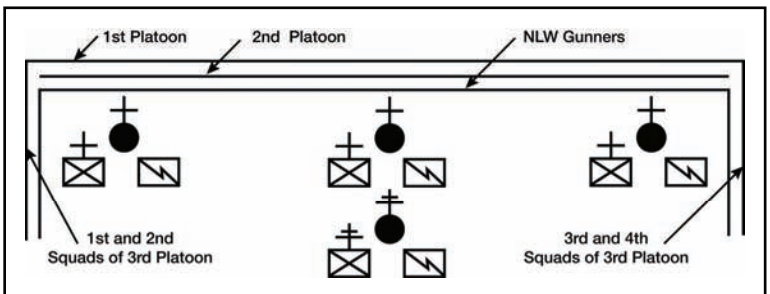 1st Platoon
2nd Platoon
NLW Gunners
1st and 2nd
Squads of 3rd Platoon
3rd and 4th
Squads of 3rd Platoon